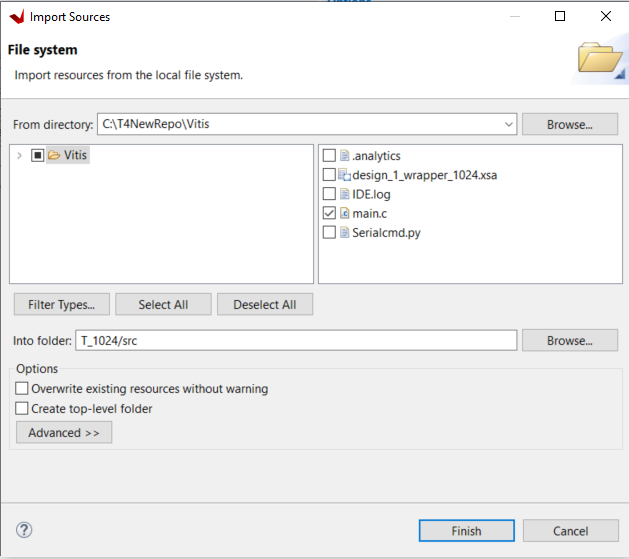 Import Sources
File system
Import resources from the local file system.
From directory: C:\T4NewRepo\Vitis Browse...
Vitis
.analytics
design_1_wrapper_1024.xsa
IDE.log
main.c
Serialcmd.py
Filter Types... Select All Deselect All
Into folder: T_1024/src Browse...
Options
Overwrite existing resources without warning
Create top-level folder
Advanced >>
? Finish Cancel